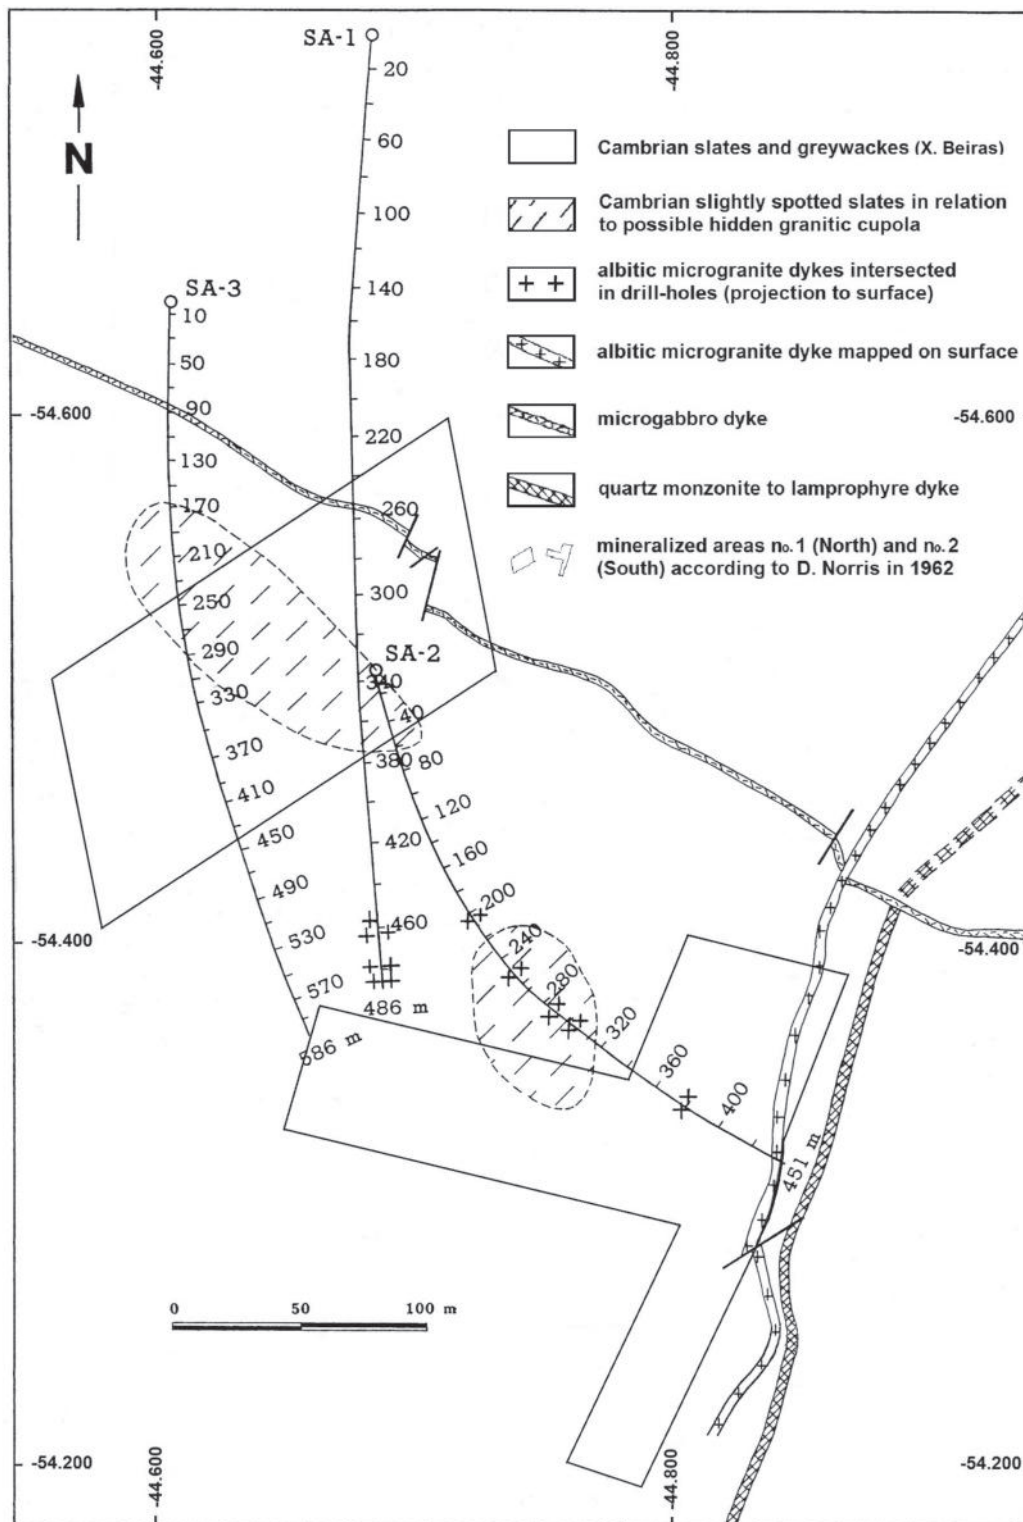 -44.600
-44.800
SA-1
20
60
100
140
180
220
260
300
340
380
420
460
486 m
N
SA-3
10
50
90
130
170
210
250
290
330
370
410
450
490
530
570
586 m
SA-2
40
80
120
160
200
240
280
320
360
400
451 m
Cambrian slates and greywackes (X. Beiras)
Cambrian slightly spotted slates in relation
to possible hidden granitic cupola
albitic microgranite dykes intersected
in drill-holes (projection to surface)
albitic microgranite dyke mapped on surface
microgabbro dyke
quartz monzonite to lamprophyre dyke
mineralized areas no.1 (North) and no.2
(South) according to D. Norris in 1962
-54.600
-54.600
-54.400
-54.400
0 50 100 m
-54.200
-54.200
-44.600
-44.800